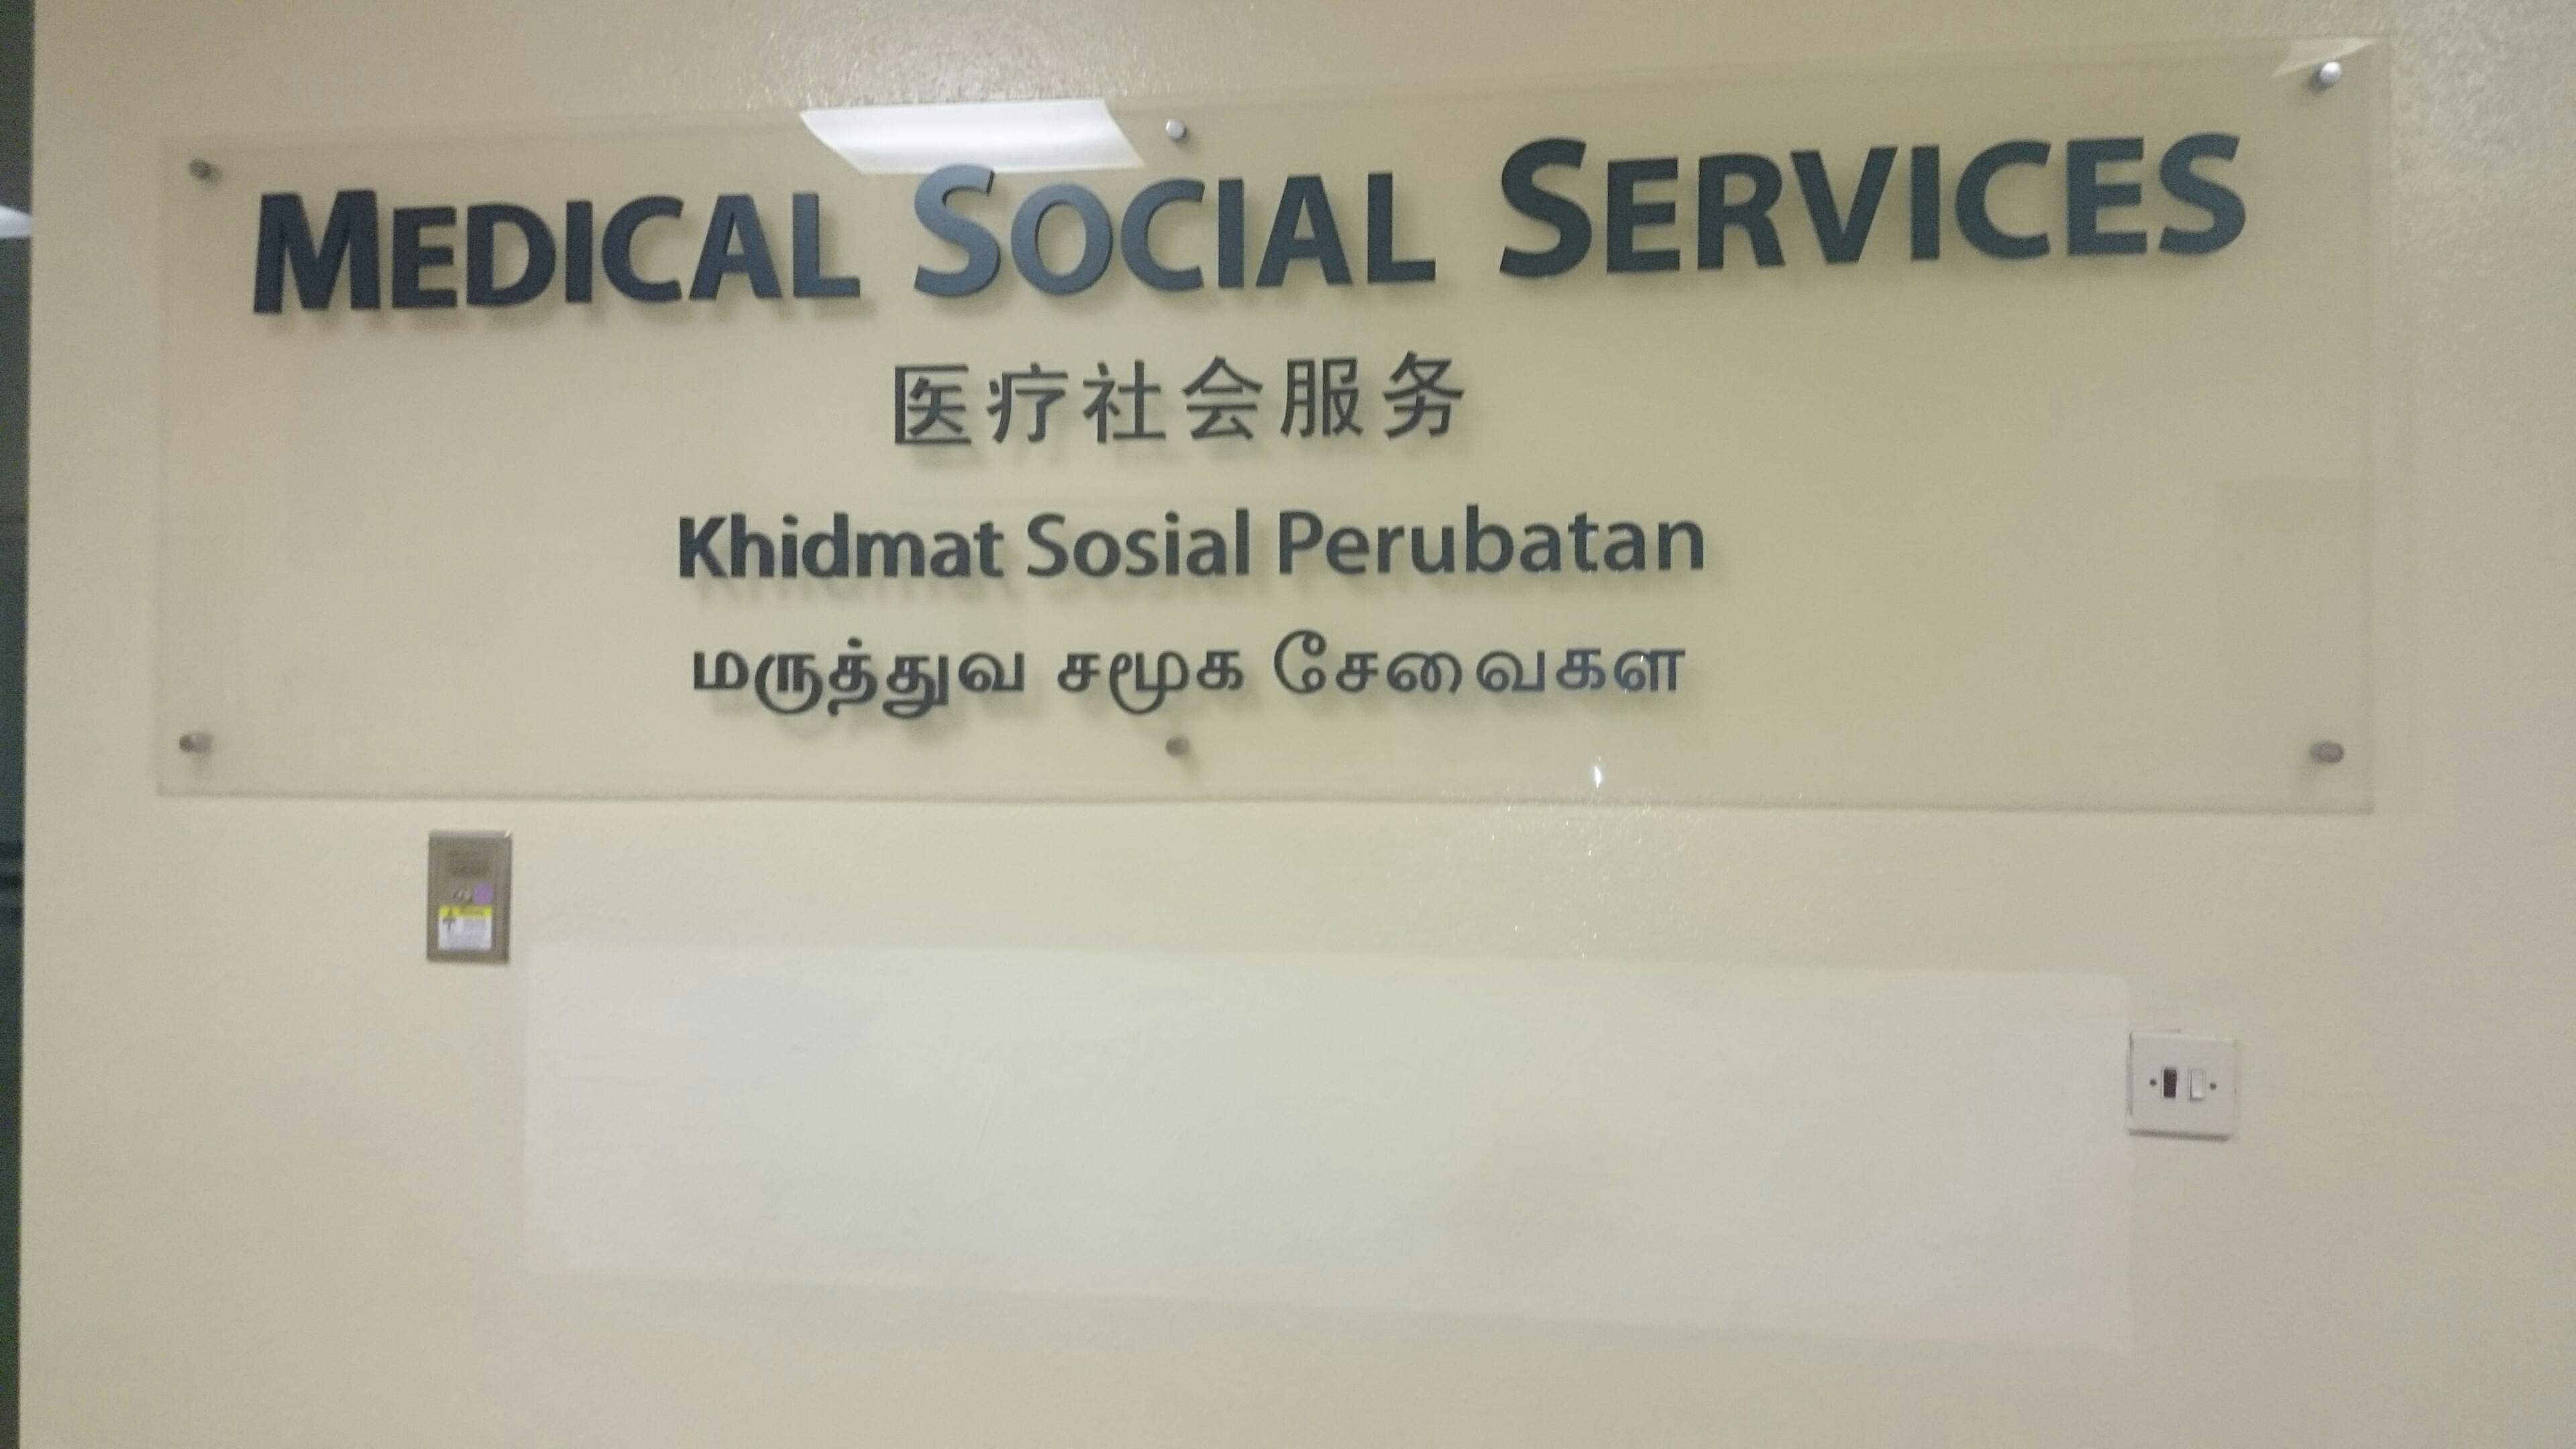 MEDICAL SOCIAL SERVICES
医疗社会服务
Khidmat Sosial Perubatan
மருத்துவ சமூக சேவைகள